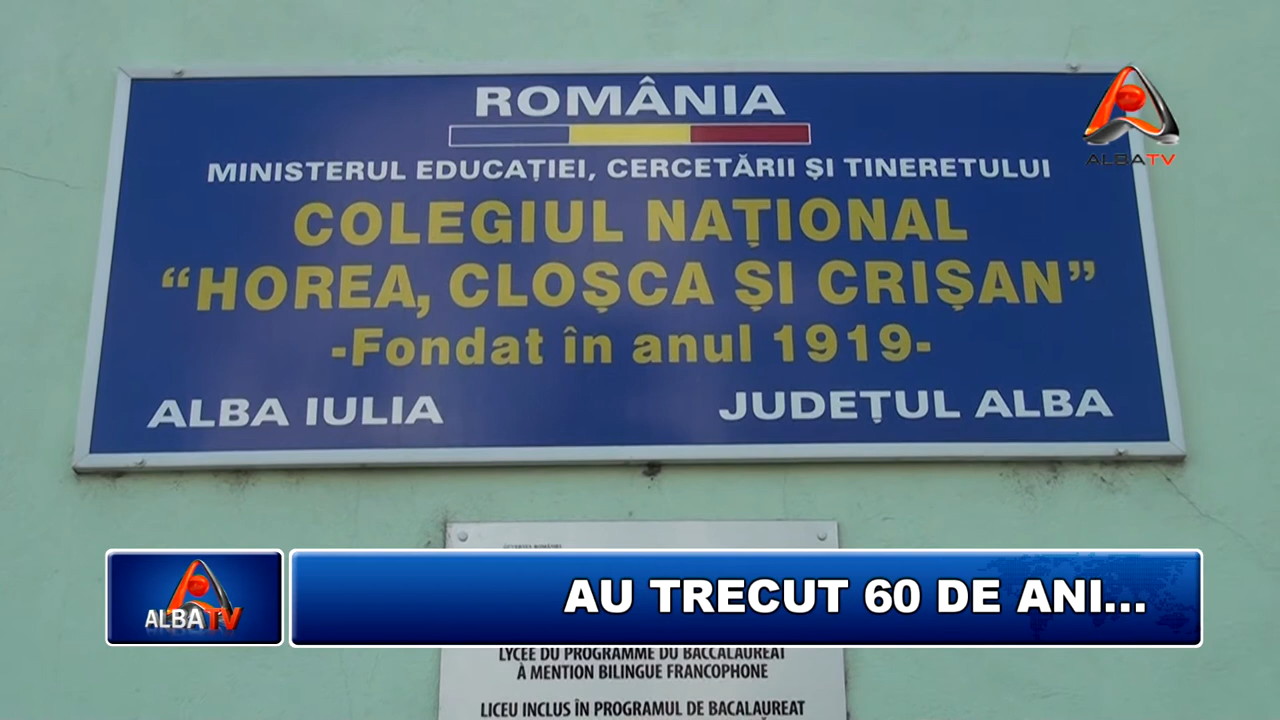 ROMÂNIA
ALBATV
MINISTERUL EDUCAȚIEI, CERCETĂRII ȘI TINERETULUI
COLEGIUL NAȚIONAL
“HOREA, CLOȘCA ȘI CRIȘAN”
-Fondat în anul 1919-
ALBA IULIA
JUDEȚUL ALBA
GUVERNUL ROMÂNIEI
ALBATV
AU TRECUT 60 DE ANI...
LYCÉE DU PROGRAMME DU BACCALAUREAT
À MENTION BILINGUE FRANCOPHONE
LICEU INCLUS ÎN PROGRAMUL DE BACALAUREAT